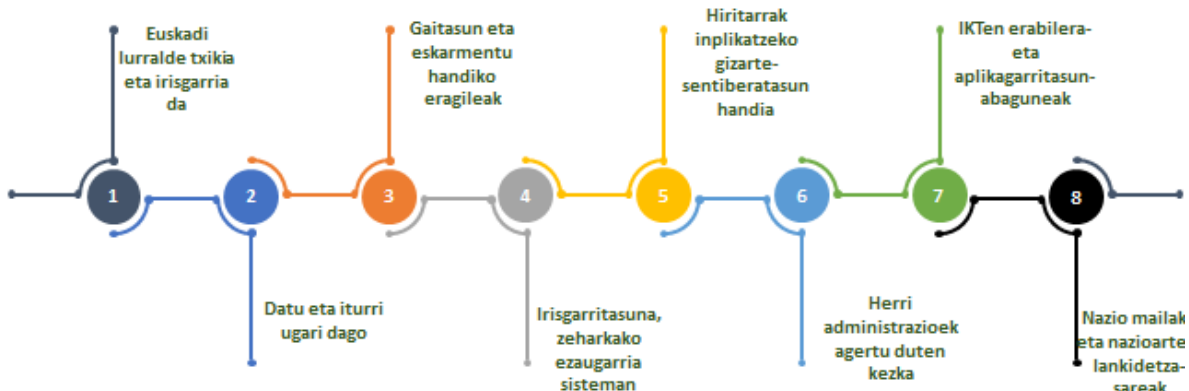 Euskadi
lurralde txikia
eta irisgarria
da
Gaitasun eta
eskarmentu
handiko
eragileak
Hiritarrak
inplikatzeko
gizarte-
sentiberatasun
handia
IKTen erabilera-
eta
aplikagarritasun-
abaguneak
1
2
3
4
5
6
7
8
Datu eta iturri
ugari dago
Irisgarritasuna,
zeharkako
ezaugarria
sisteman
Herri
administrazioek
agertu duten
kezka
Nazio mailak
eta nazioarte
lankidetza-
sareak